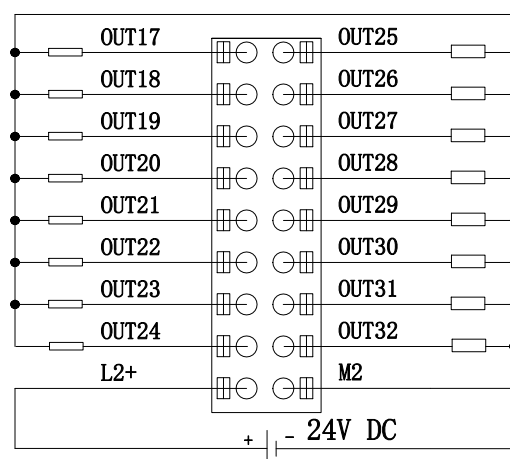 OUT17 OUT25
OUT18 OUT26
OUT19 OUT27
OUT20 OUT28
OUT21 OUT29
OUT22 OUT30
OUT23 OUT31
OUT24 OUT32
L2+ M2
+ - 24V DC